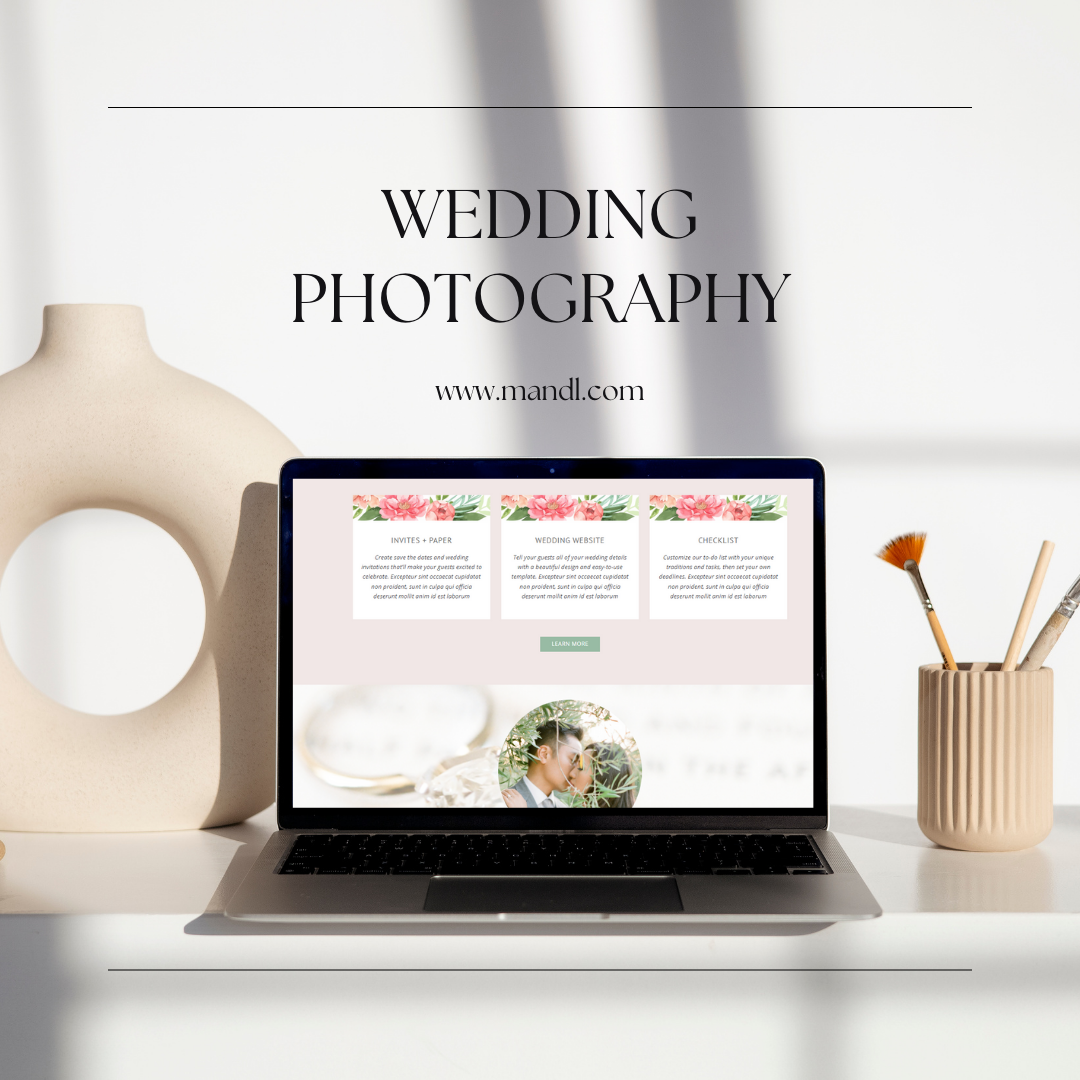 WEDDING
PHOTOGRAPHY
www.mandl.com
INVITES + PAPER
Create save the dates and wedding
invitations that'll make your guests excited to
celebrate. Excepteur sint occaecat cupidatat
non proident, sunt in culpa qui officia
deserunt mollit anim id est laborum
WEDDING WEBSITE
Tell your guests all of your wedding details
with a beautiful design and easy-to-use
template. Excepteur sint occaecat cupidatat
non proident, sunt in culpa qui officia
deserunt mollit anim id est laborum
CHECKLIST
Customize our to-do list with your unique
traditions and tasks, then set your own
deadlines. Excepteur sint occaecat cupidatat
non proident, sunt in culpa qui officia
deserunt mollit anim id est laborum
LEARN MORE